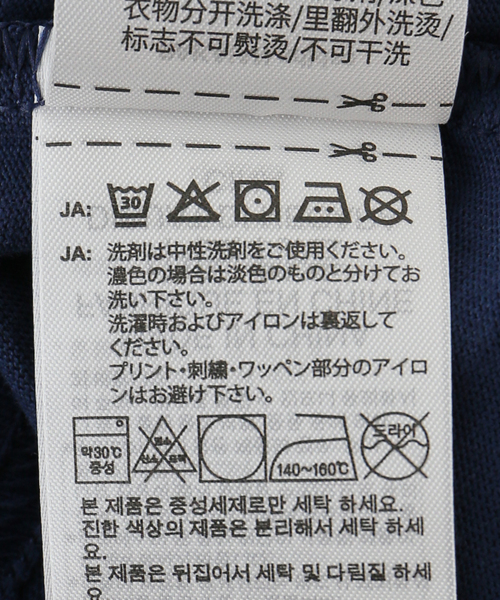 衣物分开洗涤/里翻外洗烫/
标志不可熨烫/不可干洗
JA: 30
JA: 洗剤は中性洗剤をご使用ください。
濃色の場合は淡色のものと分けてお
洗い下さい。
洗濯時およびアイロンは裏返して
ください。
プリント・刺繍・ワッペン部分のアイロ
ンはお避け下さい。
약30℃
중성
염소
산소 표백
140~160℃
드라이
본 제품은 중성세제로만 세탁 하세요.
진한 색상의 제품은 분리해서 세탁 하세
요.
본 제품은 뒤집어서 세탁 및 다림질 하세
요